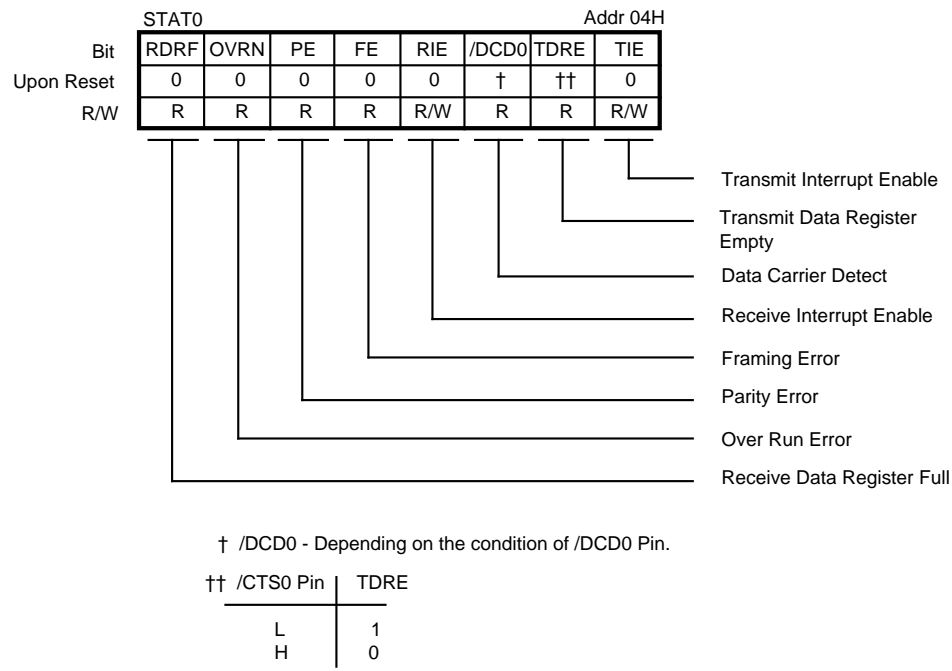 STAT0 Addr 04H
Bit RDRF OVRN PE FE RIE /DCD0 TDRE TIE
Upon Reset 0 0 0 0 0 † †† 0
R/W R R R R R/W R R R/W
Transmit Interrupt Enable
Transmit Data Register
Empty
Data Carrier Detect
Receive Interrupt Enable
Framing Error
Parity Error
Over Run Error
Receive Data Register Full
† /DCD0 - Depending on the condition of /DCD0 Pin.
†† /CTS0 Pin TDRE
L 1
H 0